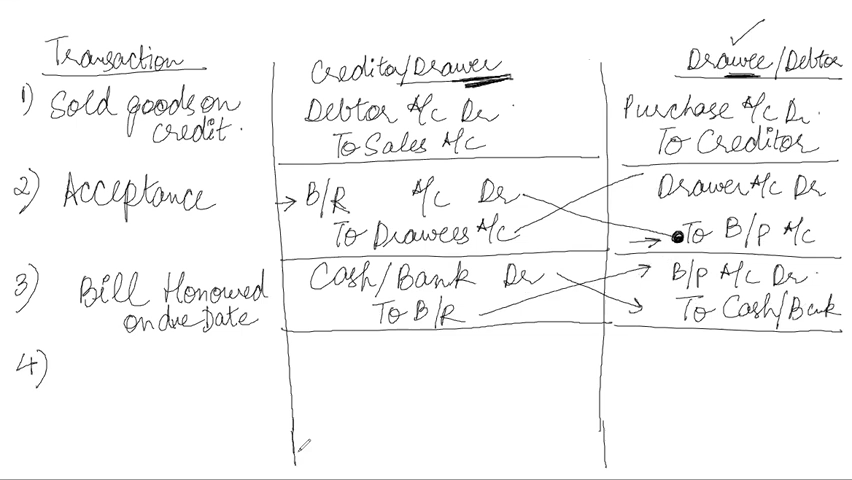 Transaction
Creditor/Drawer
Drawee/Debtor
1) Sold goods on
credit.
Debtor A/c Dr.
To Sales A/c
Purchase A/c Dr.
To Creditor
2) Acceptance
B/R A/c Dr
To Drawees A/c
Drawer A/c Dr
To B/P A/c
3) Bill Honoured
on due Date
Cash/Bank Dr
To B/R
B/P A/c Dr.
To Cash/Bank
4)